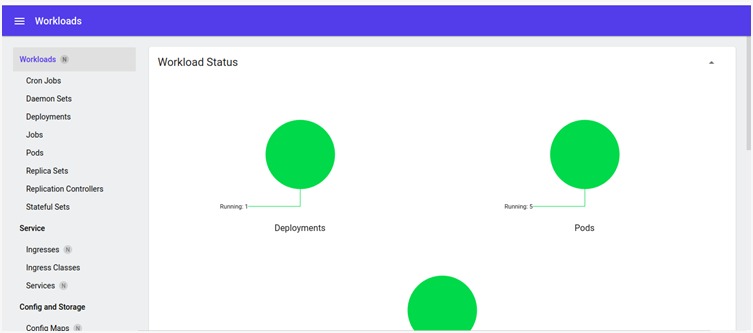 Workloads
Workloads N
Cron Jobs
Daemon Sets
Deployments
Jobs
Pods
Replica Sets
Replication Controllers
Stateful Sets
Service
Ingresses N
Ingress Classes
Services N
Config and Storage
Config Maps N
Workload Status
Running: 1
Deployments
Running: 5
Pods